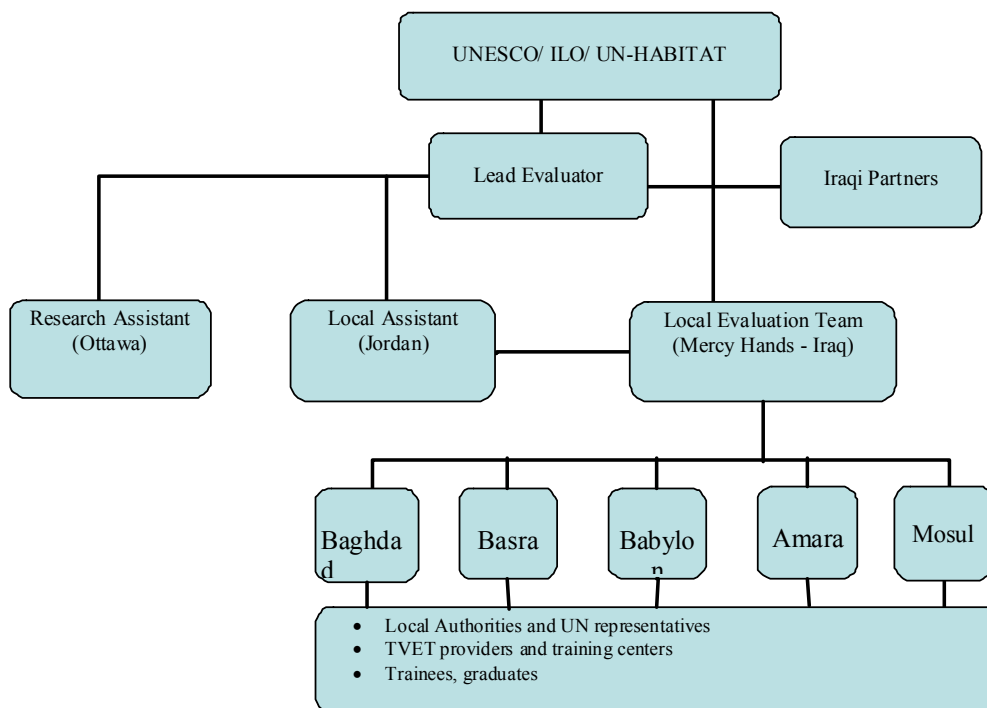 UNESCO/ ILO/ UN-HABITAT
Lead Evaluator
Iraqi Partners
Research Assistant
(Ottawa)
Local Assistant
(Jordan)
Local Evaluation Team
(Mercy Hands - Iraq)
Baghda
d
Basra
Babylo
n
Amara
Mosul
• Local Authorities and UN representatives
• TVET providers and training centers
• Trainees, graduates